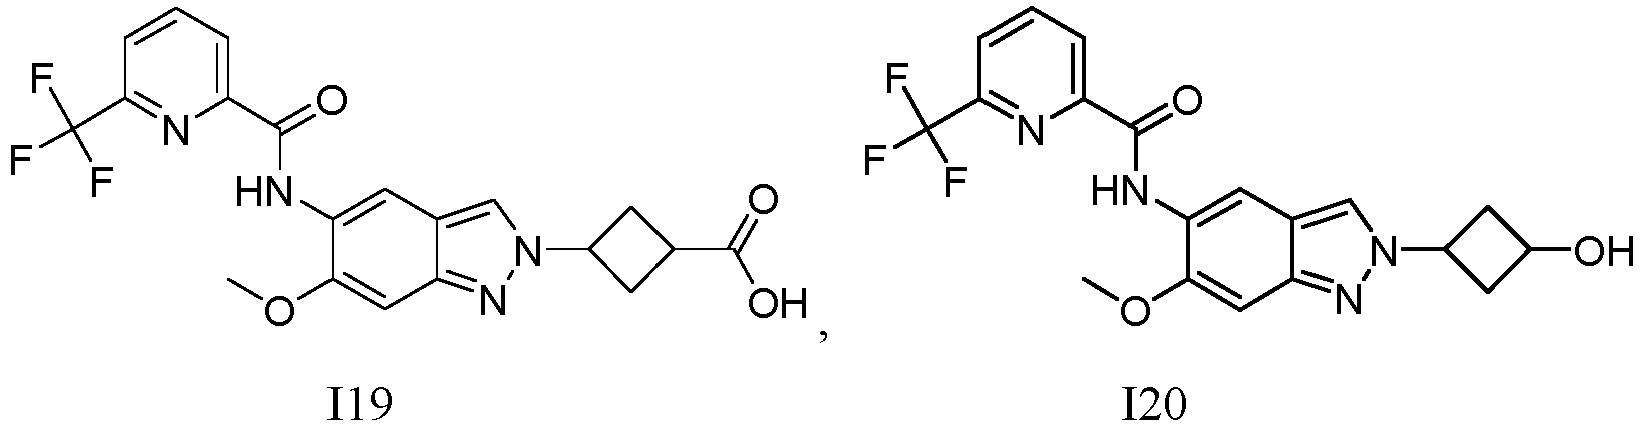 F F F N O HN O N N O OH ,
F F F N O HN O N N OH
I19 I20